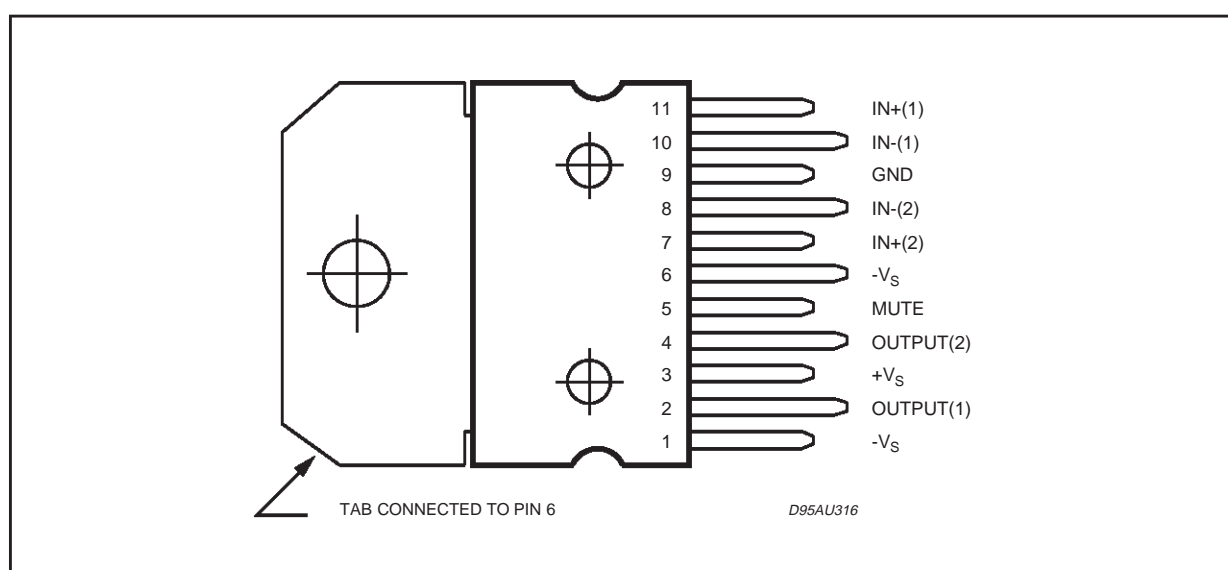 11 IN+(1)
10 IN-(1)
9 GND
8 IN-(2)
7 IN+(2)
6 -VS
5 MUTE
4 OUTPUT(2)
3 +VS
2 OUTPUT(1)
1 -VS
TAB CONNECTED TO PIN 6 D95AU316